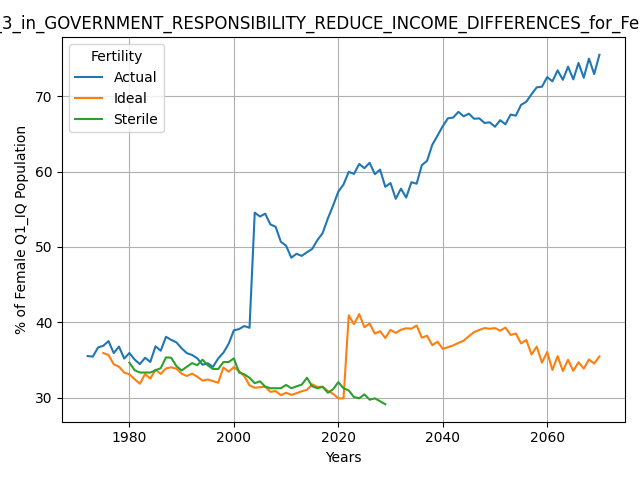 _3_in_GOVERNMENT_RESPONSIBILITY_REDUCE_INCOME_DIFFERENCES_for_Fe
Fertility
Actual
Ideal
Sterile
% of Female Q1_IQ Population
70
60
50
40
30
1980
2000
2020
2040
2060
Years